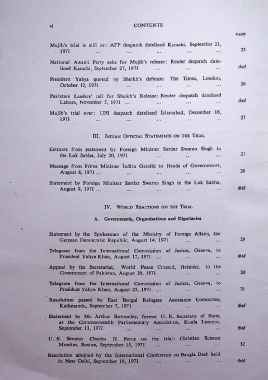 vi CONTENTS
PAGE
Mujib's trial is still on: AFP despatch datelined Karachi, September 21,
1971 ... 25
National Awami Party asks for Mujib's release: Reuter despatch date-
lined Karachi, September 27, 1971 ... ibid
President Yahya quoted by Sheikh's defence: The Times, London,
October 12, 1971 ... 26
Pakistani Leaders' call for Sheikh's Release: Reuter despatch datelined
Lahore, November 5, 1971 ... ibid
Mujib's trial over: UPI despatch datelined Islamabad, December 18,
1971 ... 27
III. INDIAN OFFICIAL STATEMENTS ON THE TRIAL
Extracts from statement by Foreign Minister Sardar Swaran Singh in
the Lok Sabha, July 20, 1971 ... 27
Message from Prime Minister Indira Gandhi to Heads of Governments,
August 8, 1971 ... 28
Statement by Foreign Minister Sardar Swaran Singh in the Lok Sabha,
August 9, 1971 ... ibid
IV. WORLD REACTIONS ON THE TRIAL
A. Governments, Organisations and Dignitaries
Statement by the Spokesman of the Ministry of Foreign Affairs, the
German Democratic Republic, August 14, 1971 29
Telegram from the International Commission of Jurists, Geneva, to
President Yahya Khan, August 17, 1971 ... ibid
Appeal by the Secretariat, World Peace Council, Helsinki, to the
Government of Pakistan, August 20, 1971 30
Telegram from the International Commission of Jurists, Geneva, to
President Yahya Khan, August 23, 1971 ... 31
Resolution passed by East Bengal Refugees Assistance Committee,
Kathmandu, September 7, 1971 ibid
Statement by Mr. Arthur Bottomley, former U. K. Secretary of State,
at the Commonwealth Parliamentary Association, Kuala Lumpur,
September 13, 1971 ibid
U. S. Senator Charles H. Percy on the trial: Christian Science
Monitor, Boston, September 15, 1971 ... 32
Resolution adopted by the International Conference on Bangla Desh held
in New Delhi, September 18, 1971 ... ibid